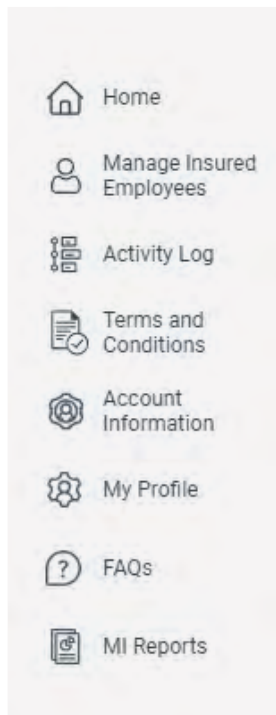 Home
Manage Insured
Employees
Activity Log
Terms and
Conditions
Account
Information
My Profile
?
FAQs
MI Reports